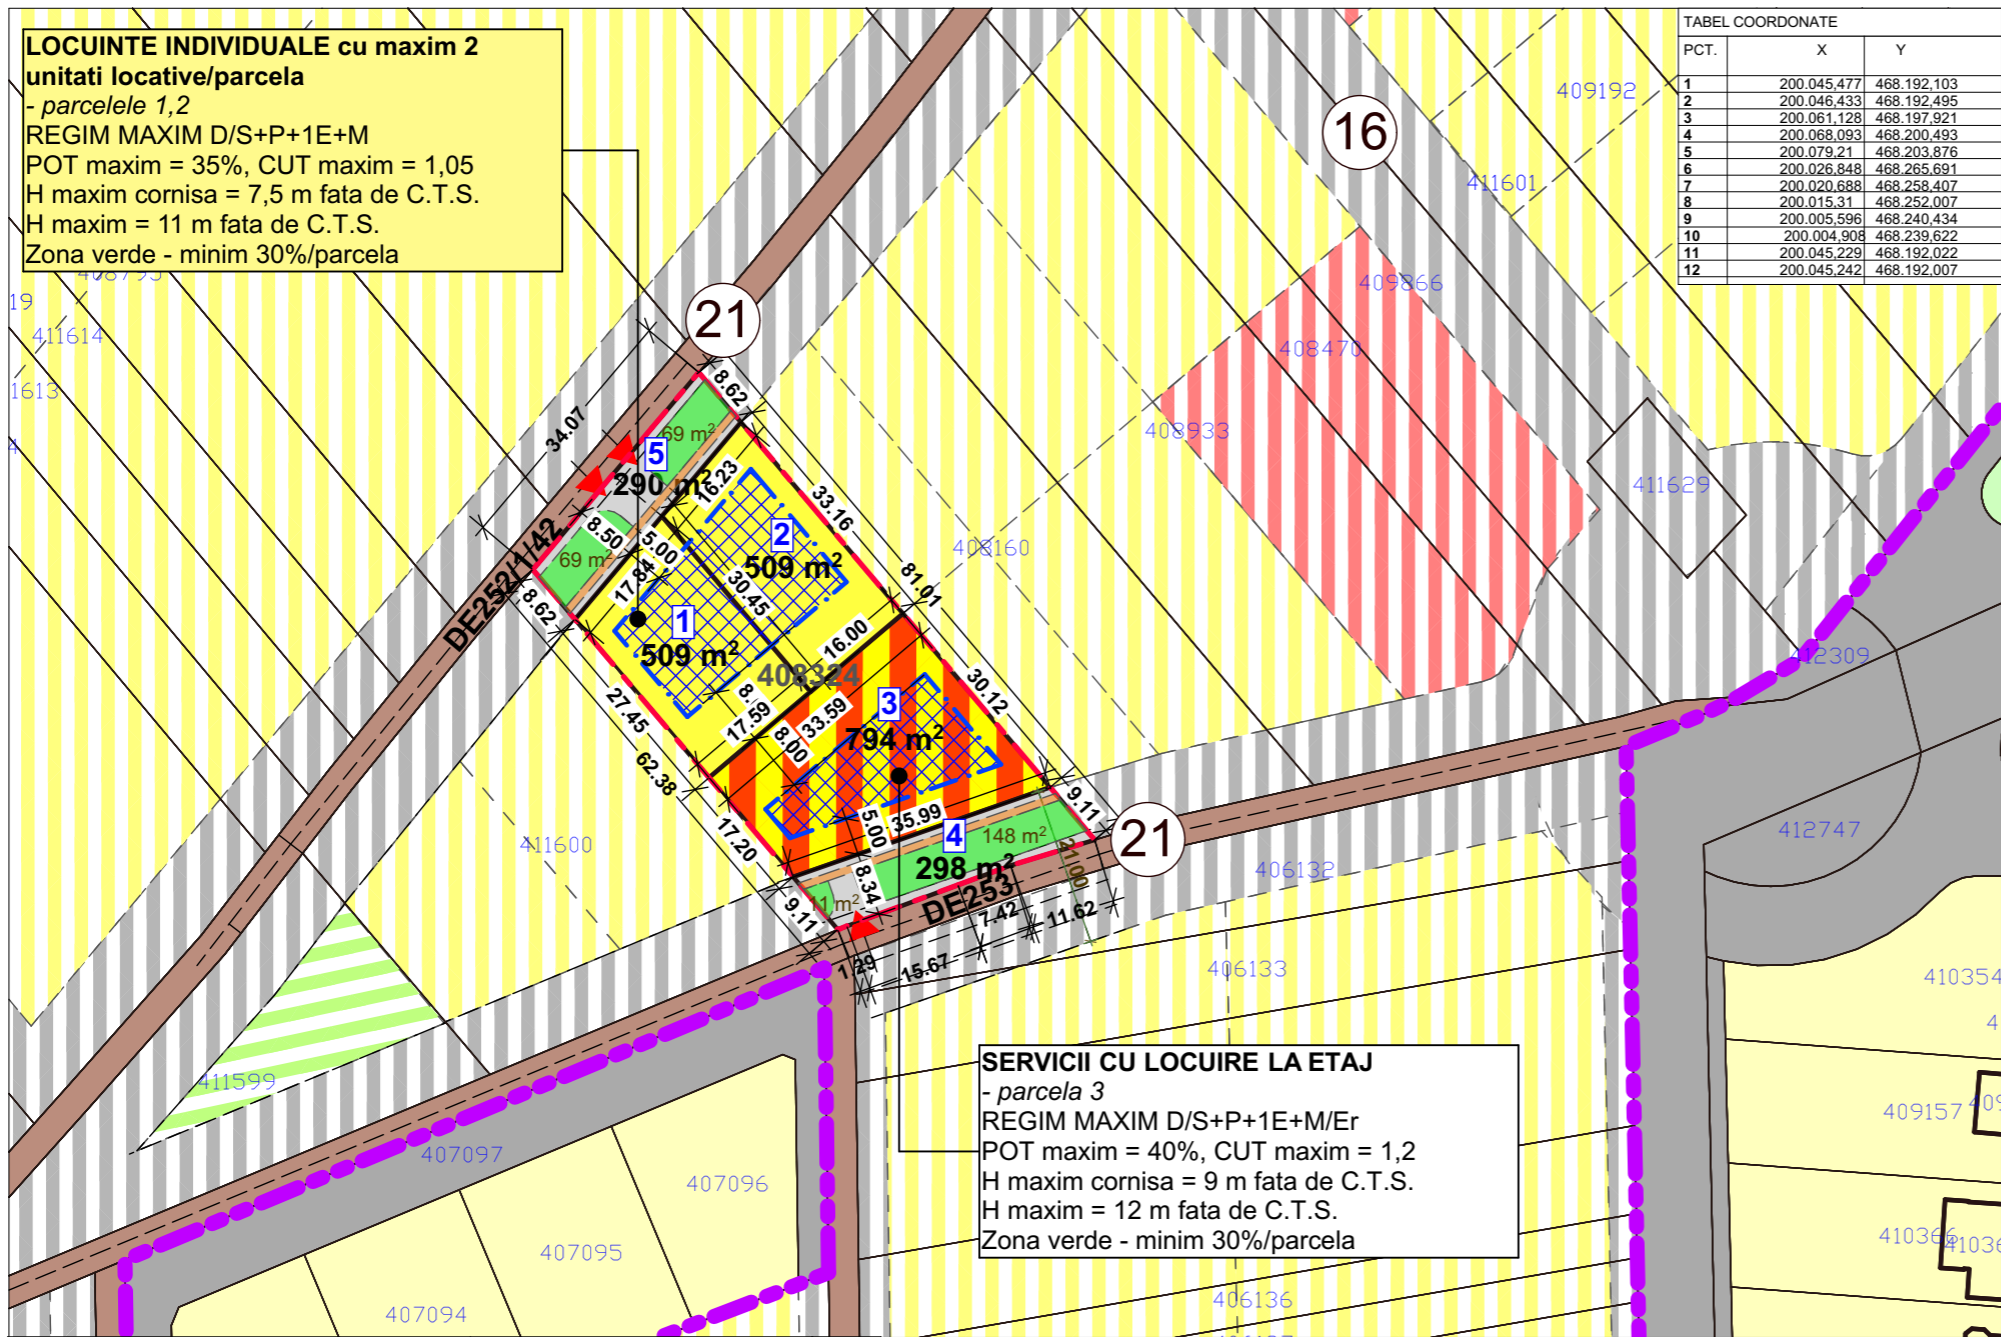 LOCUINTE INDIVIDUALE cu maxim 2
unitati locative/parcela
- parcelele 1,2
REGIM MAXIM D/S+P+1E+M
POT maxim = 35%, CUT maxim = 1,05
H maxim cornisa = 7,5 m fata de C.T.S.
H maxim = 11 m fata de C.T.S.
Zona verde - minim 30%/parcela
TABEL COORDONATE
PCT. X Y
1 200.045,477 468.192,103
2 200.046,433 468.192,495
3 200.061,128 468.197,921
4 200.068,093 468.200,493
5 200.079,21 468.203,876
6 200.026,848 468.265,691
7 200.020,688 468.258,407
8 200.015,31 468.252,007
9 200.005,596 468.240,434
10 200.004,908 468.239,622
11 200.045,229 468.192,022
12 200.045,242 468.192,007
409192
16
411601
408795
19
411614
1613
4
409866
408470
408933
411629
408160
412309
412747
21
8.62
34.07
69 m²
5
290 m²
16.23
33.16
2
509 m²
8.50
5.00
69 m²
17.84
30.45
81.01
8.62
DE252/1/42
1
509 m²
16.00
408324
27.45
8.
17.59
33.59
8.00
3
794 m²
30.12
62.38
17.20
5.00
35.99
9.11
4
148 m²
298 m²
21
21.00
8.34
11 m²
9.11
DE253
7.42
11.62
1.29
15.67
411600
411599
406132
406133
410354
4
407097
407096
407095
407094
409157
409
410366
41036
406136
SERVICII CU LOCUIRE LA ETAJ
- parcela 3
REGIM MAXIM D/S+P+1E+M/Er
POT maxim = 40%, CUT maxim = 1,2
H maxim cornisa = 9 m fata de C.T.S.
H maxim = 12 m fata de C.T.S.
Zona verde - minim 30%/parcela